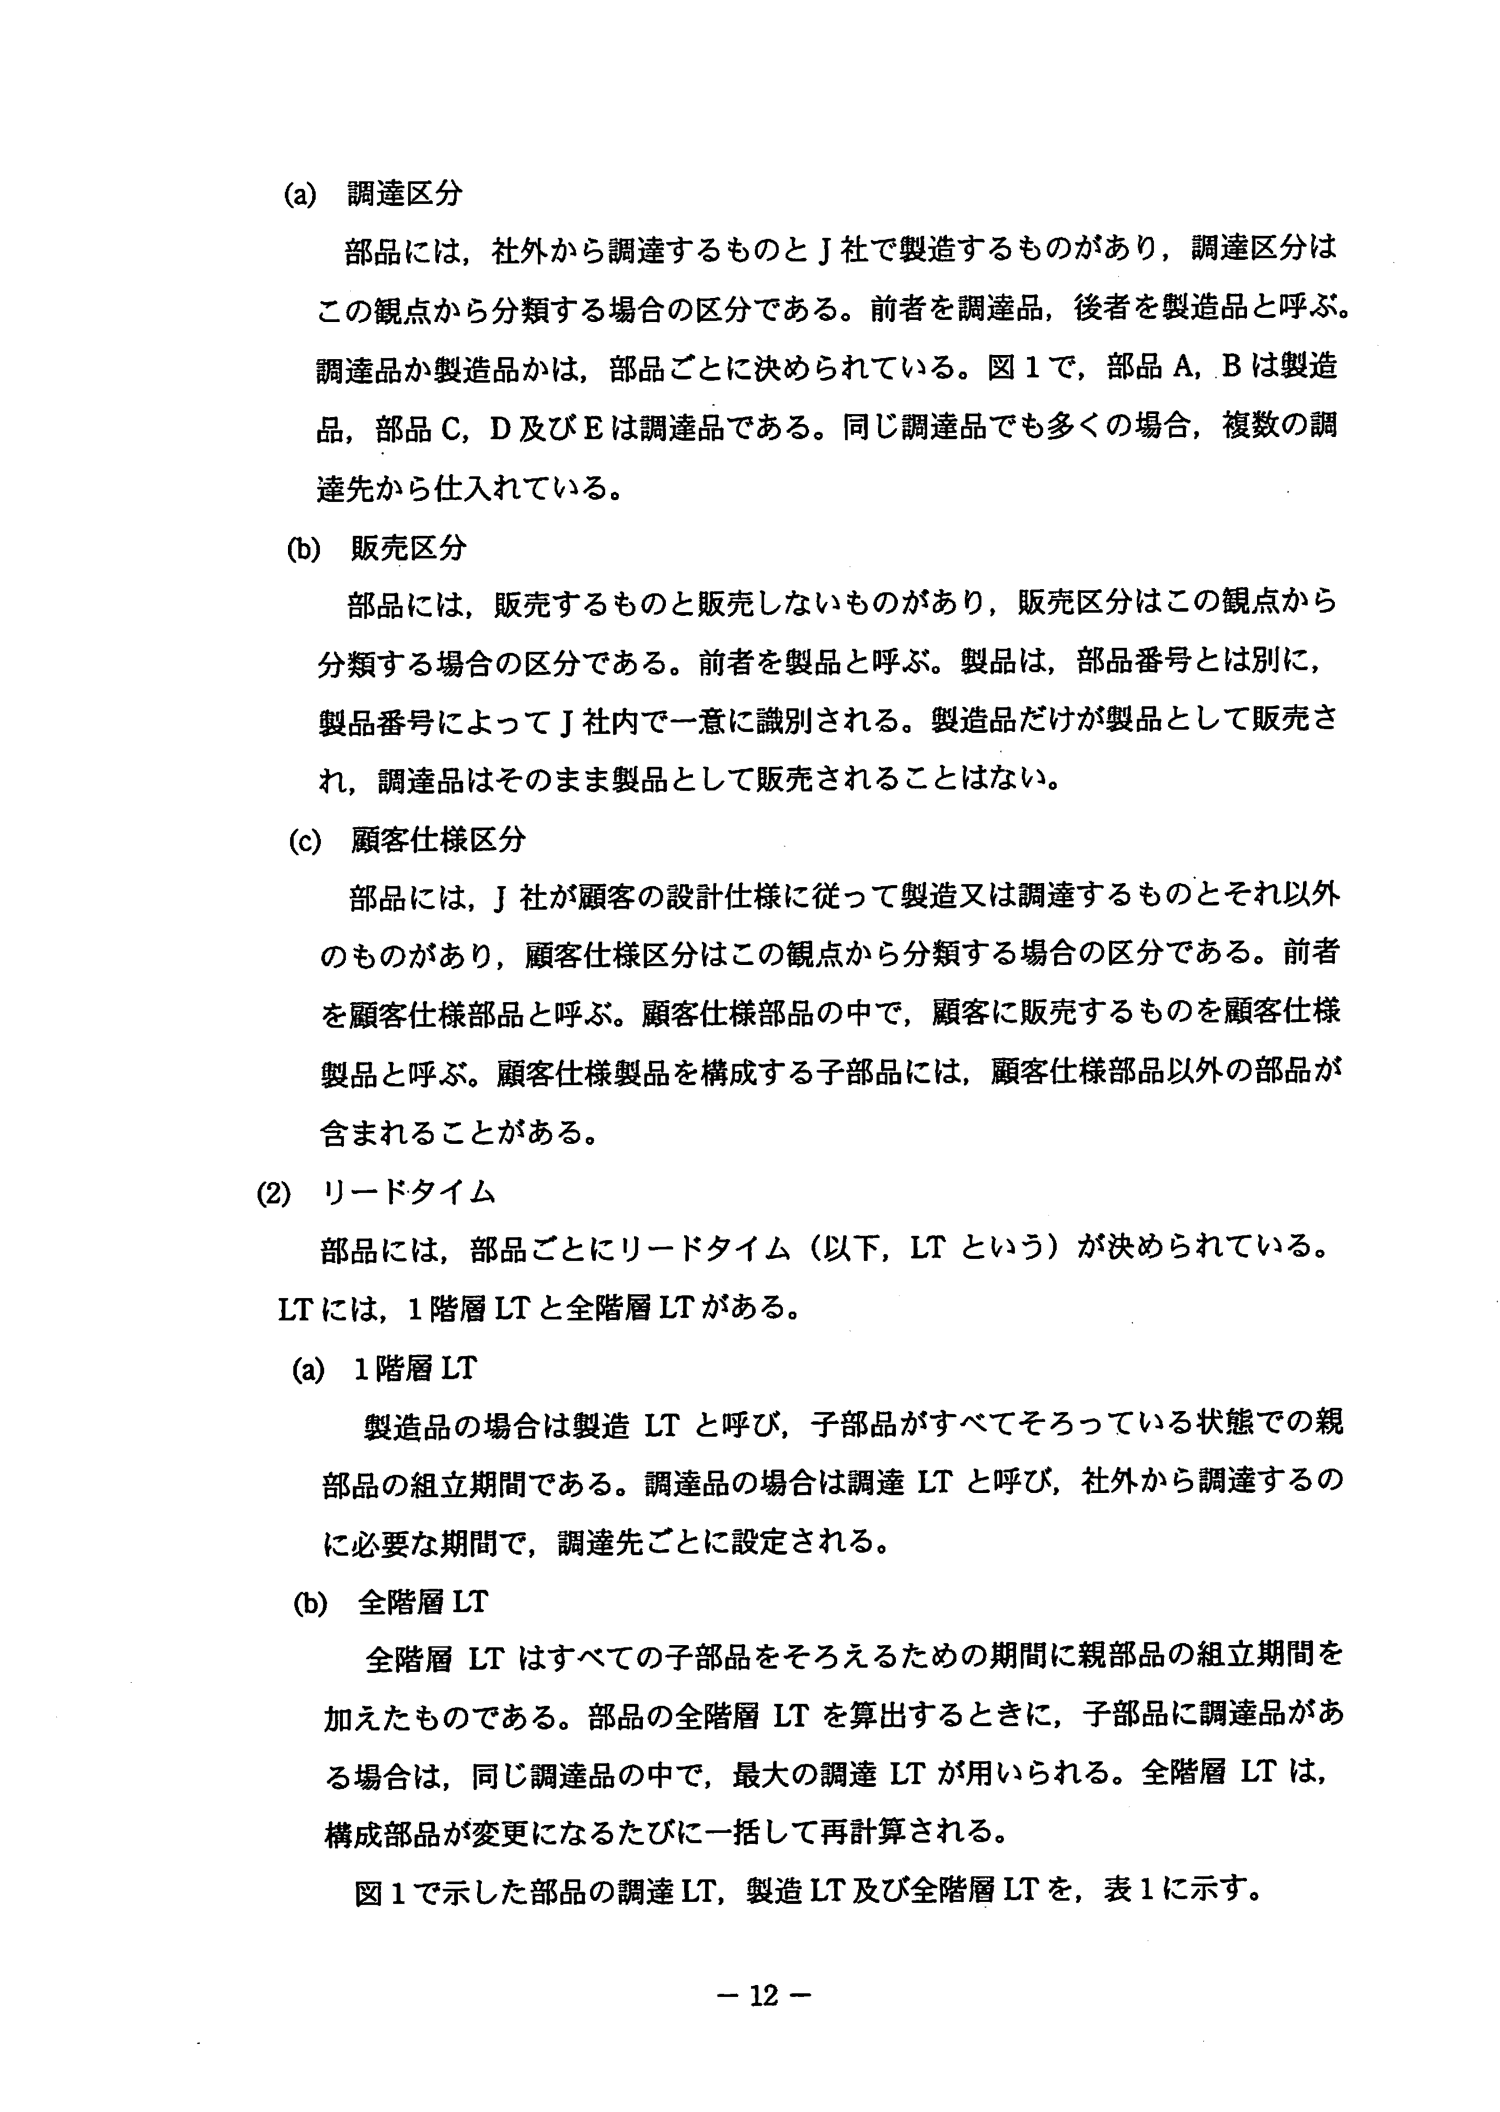 (a) 調達区分
部品には，社外から調達するものとJ社で製造するものがあり，調達区分は
この観点から分類する場合の区分である。前者を調達品，後者を製造品と呼ぶ。
調達品か製造品かは，部品ごとに決められている。図1で，部品A，Bは製造
品，部品C，D及びEは調達品である。同じ調達品でも多くの場合，複数の調
達先から仕入れている。
(b) 販売区分
部品には，販売するものと販売しないものがあり，販売区分はこの観点から
分類する場合の区分である。前者を製品と呼ぶ。製品は，部品番号とは別に，
製品番号によってJ社内で一意に識別される。製造品だけが製品として販売さ
れ，調達品はそのまま製品として販売されることはない。
(c) 顧客仕様区分
部品には，J社が顧客の設計仕様に従って製造又は調達するものとそれ以外
のものがあり，顧客仕様区分はこの観点から分類する場合の区分である。前者
を顧客仕様部品と呼ぶ。顧客仕様部品の中で，顧客に販売するものを顧客仕様
製品と呼ぶ。顧客仕様製品を構成する子部品には，顧客仕様部品以外の部品が
含まれることがある。
(2) リードタイム
部品には，部品ごとにリードタイム（以下，LTという）が決められている。
LTには，1階層LTと全階層LTがある。
(a) 1階層LT
製造品の場合は製造LTと呼び，子部品がすべてそろっている状態での親
部品の組立期間である。調達品の場合は調達LTと呼び，社外から調達するの
に必要な期間で，調達先ごとに設定される。
(b) 全階層LT
全階層LTはすべての子部品をそろえるための期間に親部品の組立期間を
加えたものである。部品の全階層LTを算出するときに，子部品に調達品があ
る場合は，同じ調達品の中で，最大の調達LTが用いられる。全階層LTは，
構成部品が変更になるたびに一括して再計算される。
図1で示した部品の調達LT，製造LT及び全階層LTを，表1に示す。
－ 12 －